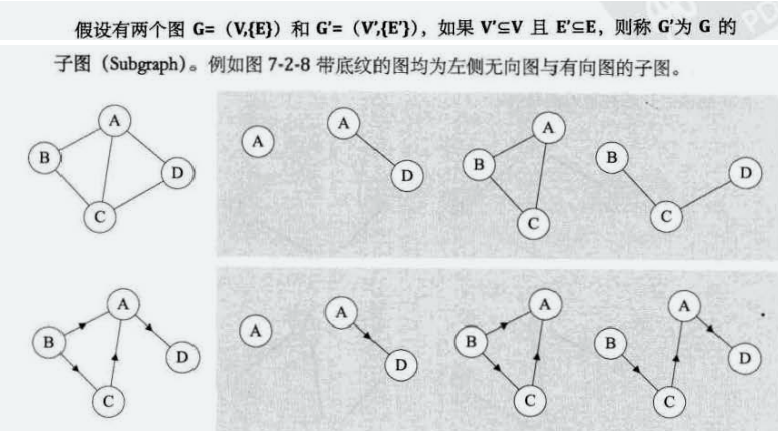 假设有两个图 G=（V,{E}）和 G'=（V',{E'}），如果 V'⊆V 且 E'⊆E，则称 G'为 G 的
子图（Subgraph）。例如图 7-2-8 带底纹的图均为左侧无向图与有向图的子图。
A A A
A B D
B B D
D
C C C
A A A A
B A B B
D D D
C C C
PD